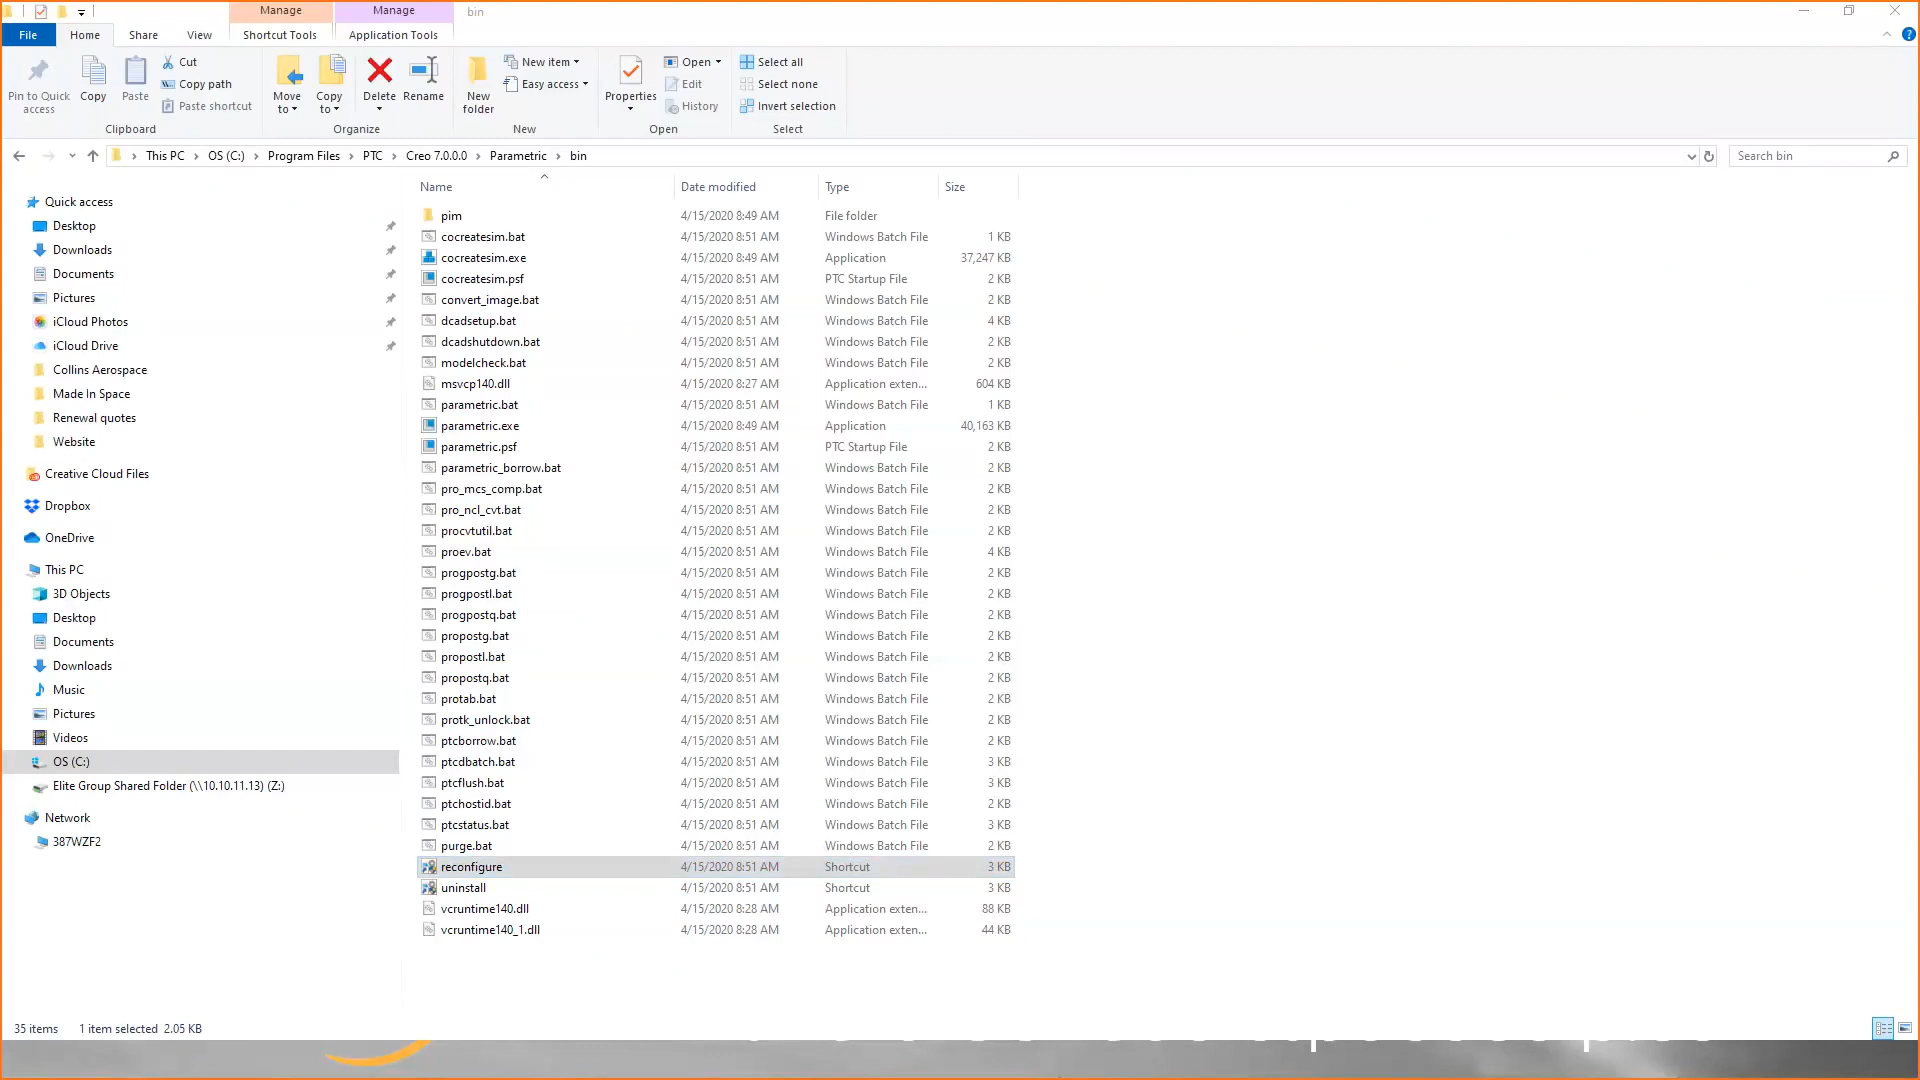 Manage
Manage
bin
File
Home
Share
View
Shortcut Tools
Application Tools
Pin to Quick access
Copy
Paste
Cut
Copy path
Paste shortcut
Clipboard
Move to
Copy to
Delete
Rename
Organize
New folder
New item
Easy access
New
Properties
Open
Edit
History
Open
Select all
Select none
Invert selection
Select
This PC > OS (C:) > Program Files > PTC > Creo 7.0.0.0 > Parametric > bin
Search bin
Quick access
Desktop
Downloads
Documents
Pictures
iCloud Photos
iCloud Drive
Collins Aerospace
Made In Space
Renewal quotes
Website
Creative Cloud Files
Dropbox
OneDrive
This PC
3D Objects
Desktop
Documents
Downloads
Music
Pictures
Videos
OS (C:)
Elite Group Shared Folder (\\10.10.11.13) (Z:)
Network
387WZF2
Name Date modified Type Size
pim 4/15/2020 8:49 AM File folder
cocreatesim.bat 4/15/2020 8:51 AM Windows Batch File 1 KB
cocreatesim.exe 4/15/2020 8:49 AM Application 37,247 KB
cocreatesim.psf 4/15/2020 8:51 AM PTC Startup File 2 KB
convert_image.bat 4/15/2020 8:51 AM Windows Batch File 2 KB
dcadsetup.bat 4/15/2020 8:51 AM Windows Batch File 4 KB
dcadshutdown.bat 4/15/2020 8:51 AM Windows Batch File 2 KB
modelcheck.bat 4/15/2020 8:51 AM Windows Batch File 2 KB
msvcp140.dll 4/15/2020 8:27 AM Application exten... 604 KB
parametric.bat 4/15/2020 8:51 AM Windows Batch File 1 KB
parametric.exe 4/15/2020 8:49 AM Application 40,163 KB
parametric.psf 4/15/2020 8:51 AM PTC Startup File 2 KB
parametric_borrow.bat 4/15/2020 8:51 AM Windows Batch File 2 KB
pro_mcs_comp.bat 4/15/2020 8:51 AM Windows Batch File 2 KB
pro_ncl_cvt.bat 4/15/2020 8:51 AM Windows Batch File 2 KB
procvtutil.bat 4/15/2020 8:51 AM Windows Batch File 2 KB
proev.bat 4/15/2020 8:51 AM Windows Batch File 4 KB
progpostg.bat 4/15/2020 8:51 AM Windows Batch File 2 KB
progpostl.bat 4/15/2020 8:51 AM Windows Batch File 2 KB
progpostq.bat 4/15/2020 8:51 AM Windows Batch File 2 KB
propostg.bat 4/15/2020 8:51 AM Windows Batch File 2 KB
propostl.bat 4/15/2020 8:51 AM Windows Batch File 2 KB
propostq.bat 4/15/2020 8:51 AM Windows Batch File 2 KB
protab.bat 4/15/2020 8:51 AM Windows Batch File 2 KB
protk_unlock.bat 4/15/2020 8:51 AM Windows Batch File 2 KB
ptcborrow.bat 4/15/2020 8:51 AM Windows Batch File 2 KB
ptcdbatch.bat 4/15/2020 8:51 AM Windows Batch File 3 KB
ptcflush.bat 4/15/2020 8:51 AM Windows Batch File 3 KB
ptchostid.bat 4/15/2020 8:51 AM Windows Batch File 2 KB
ptcstatus.bat 4/15/2020 8:51 AM Windows Batch File 3 KB
purge.bat 4/15/2020 8:51 AM Windows Batch File 2 KB
reconfigure 4/15/2020 8:51 AM Shortcut 3 KB
uninstall 4/15/2020 8:51 AM Shortcut 3 KB
vcruntime140.dll 4/15/2020 8:28 AM Application exten... 88 KB
vcruntime140_1.dll 4/15/2020 8:28 AM Application exten... 44 KB
35 items 1 item selected 2.05 KB